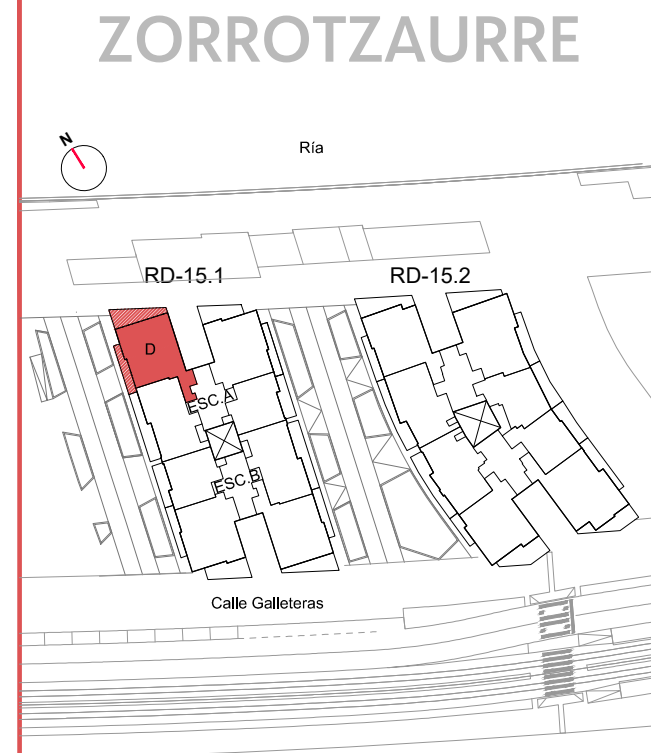 ZORROTZAURRE
N
Ría
RD-15.1
RD-15.2
D
ESC.A
ESC.B
Calle Galleteras